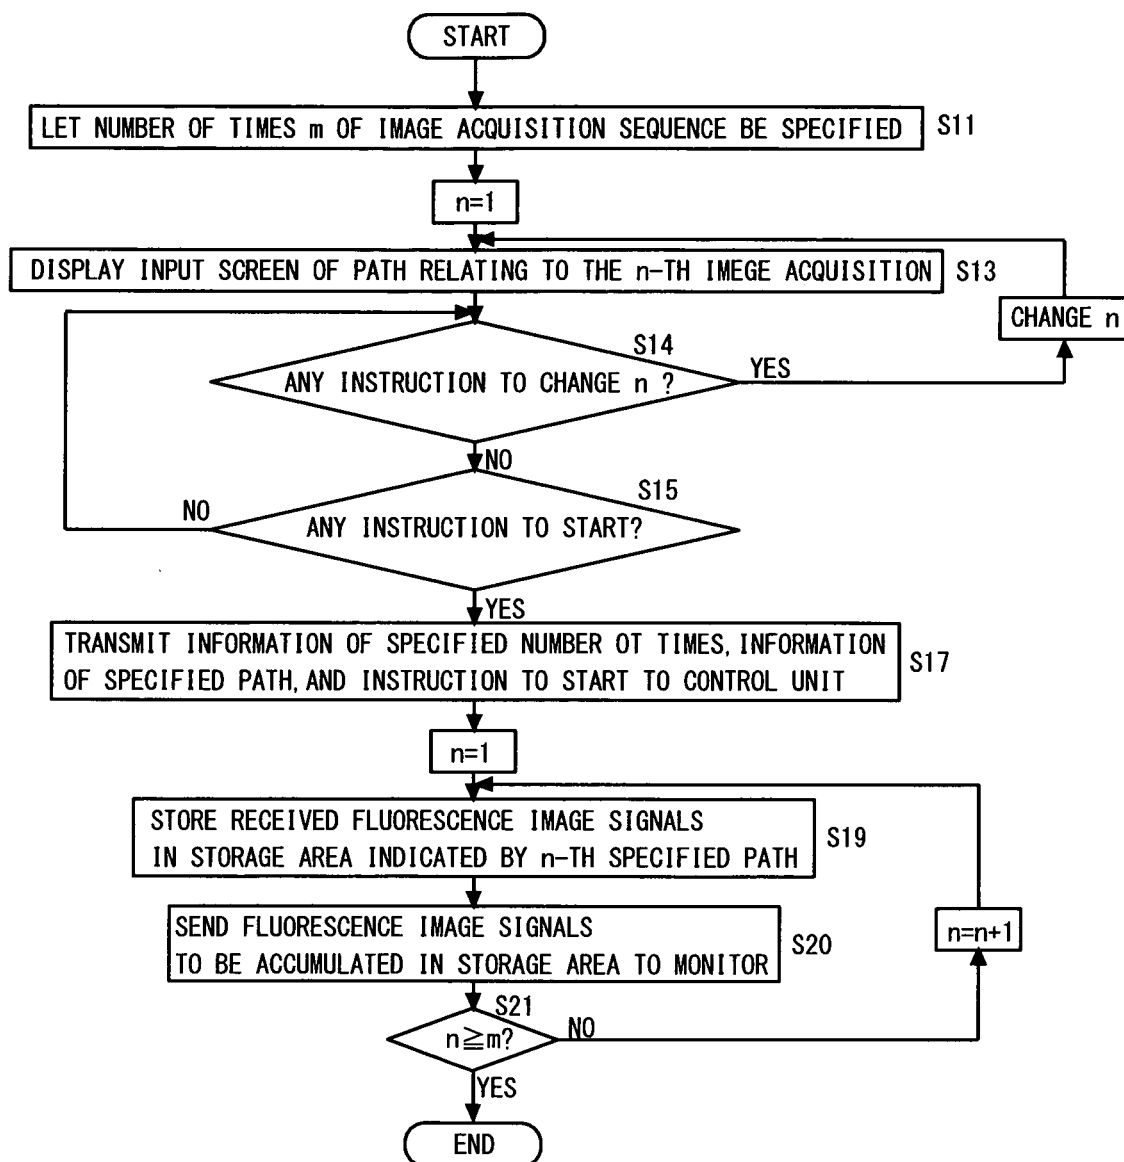 START
LET NUMBER OF TIMES m OF IMAGE ACQUISITION SEQUENCE BE SPECIFIED
S11
n=1
DISPLAY INPUT SCREEN OF PATH RELATING TO THE n-TH IMEGE ACQUISITION
S13
CHANGE n
S14
ANY INSTRUCTION TO CHANGE n ?
YES
NO
S15
NO
ANY INSTRUCTION TO START?
YES
TRANSMIT INFORMATION OF SPECIFIED NUMBER OT TIMES, INFORMATION
OF SPECIFIED PATH, AND INSTRUCTION TO START TO CONTROL UNIT
S17
n=1
STORE RECEIVED FLUORESCENCE IMAGE SIGNALS
IN STORAGE AREA INDICATED BY n-TH SPECIFIED PATH
S19
SEND FLUORESCENCE IMAGE SIGNALS
TO BE ACCUMULATED IN STORAGE AREA TO MONITOR
S20
n=n+1
S21
n≧m?
NO
YES
END